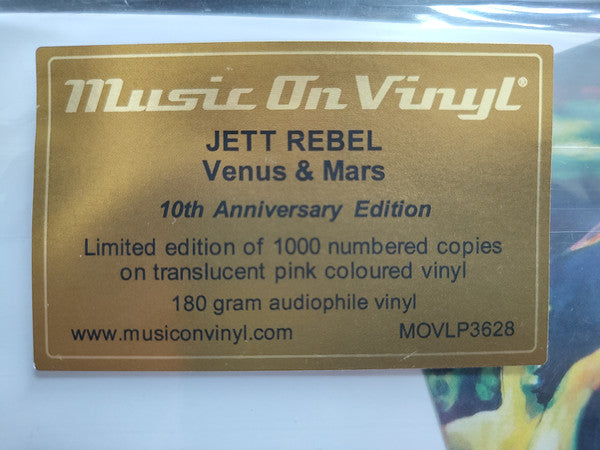 Music On Vinyl®
JETT REBEL
Venus & Mars
10th Anniversary Edition
Limited edition of 1000 numbered copies
on translucent pink coloured vinyl
180 gram audiophile vinyl
www.musiconvinyl.com MOVLP3628